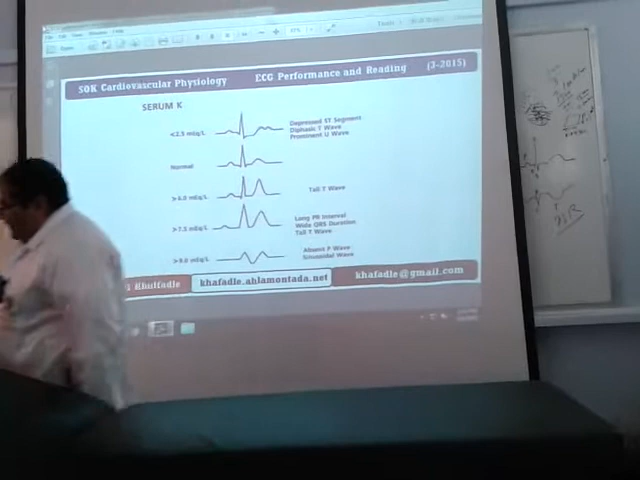 SQK Cardiovascular Physiology ECG Performance and Reading (3-2015)
SERUM K
<2.5 mEq/L
Depressed ST Segment
Diphasic T Wave
Prominent U Wave
Normal
>6.0 mEq/L
Tall T Wave
>7.5 mEq/L
Long PR Interval
Wide QRS Duration
Tall T Wave
>9.0 mEq/L
Absent P Wave
Sinusoidal Wave
Khulfadle khafadle.ahlamontada.net khafadle@gmail.com